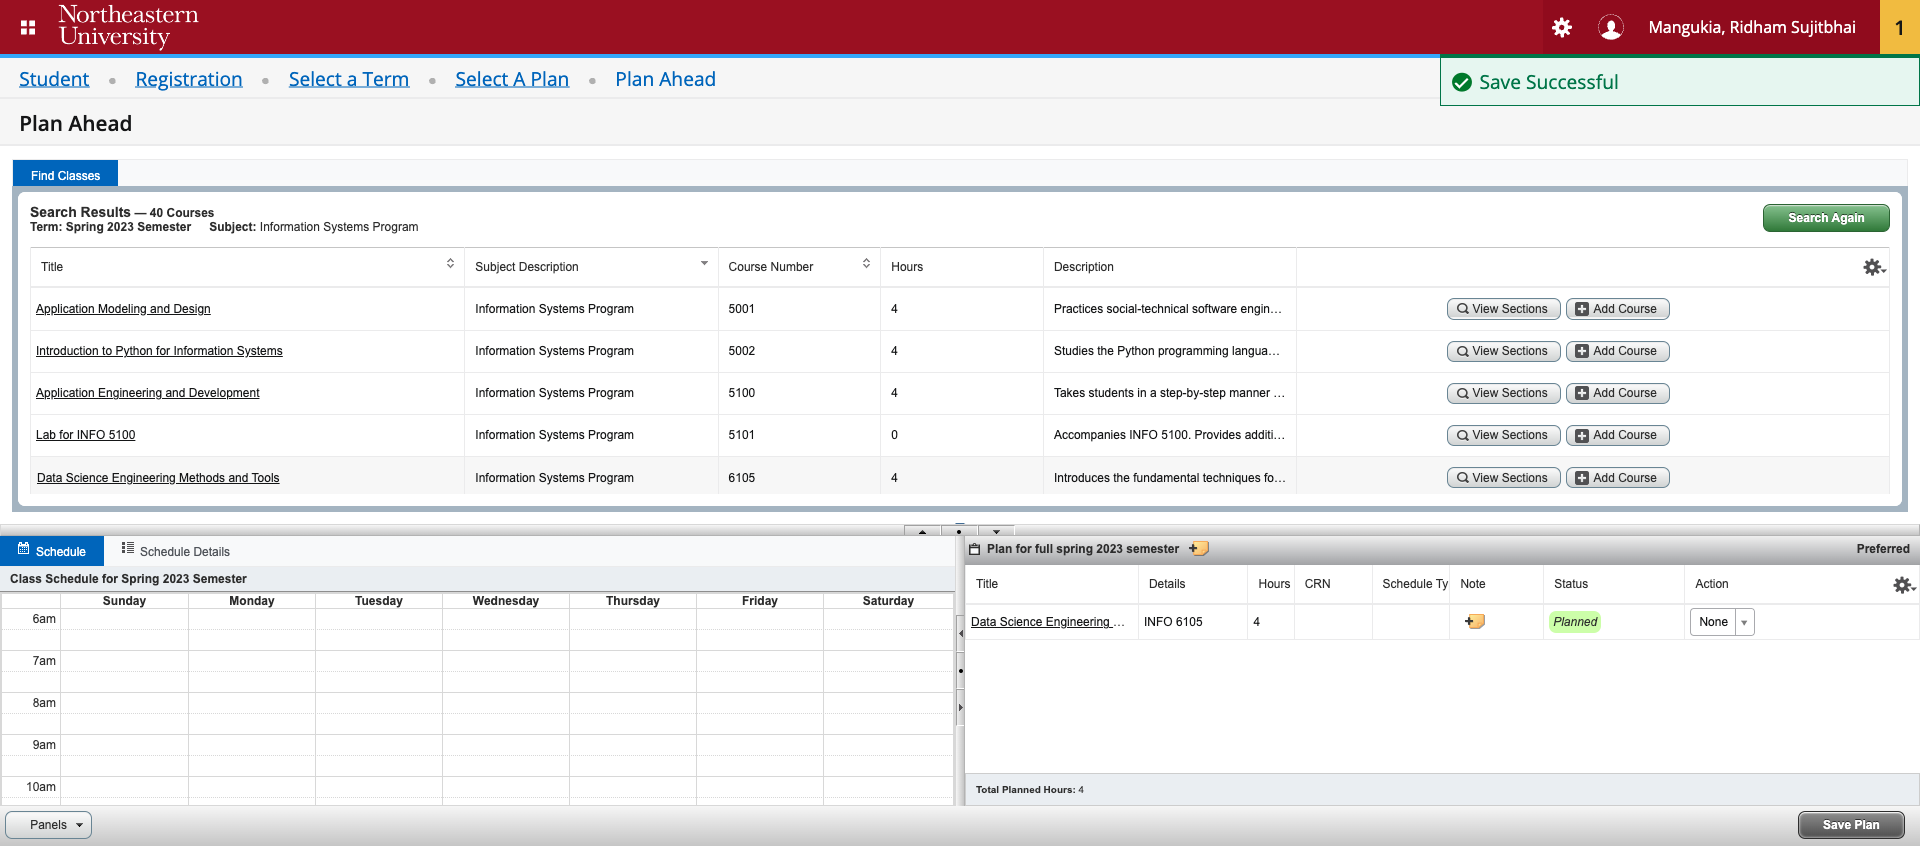 Northeastern
University
Mangukia, Ridham Sujitbhai
1
Student • Registration • Select a Term • Select A Plan • Plan Ahead
Save Successful
Plan Ahead
Find Classes
Search Results — 40 Courses
Term: Spring 2023 Semester Subject: Information Systems Program
Search Again
Title Subject Description Course Number Hours Description
Application Modeling and Design Information Systems Program 5001 4 Practices social-technical software engin... View Sections Add Course
Introduction to Python for Information Systems Information Systems Program 5002 4 Studies the Python programming langua... View Sections Add Course
Application Engineering and Development Information Systems Program 5100 4 Takes students in a step-by-step manner ... View Sections Add Course
Lab for INFO 5100 Information Systems Program 5101 0 Accompanies INFO 5100. Provides additi... View Sections Add Course
Data Science Engineering Methods and Tools Information Systems Program 6105 4 Introduces the fundamental techniques fo... View Sections Add Course
Schedule Schedule Details
Class Schedule for Spring 2023 Semester
Sunday Monday Tuesday Wednesday Thursday Friday Saturday
6am
7am
8am
9am
10am
Plan for full spring 2023 semester Preferred
Title Details Hours CRN Schedule Ty Note Status Action
Data Science Engineering ... INFO 6105 4 Planned None
Total Planned Hours: 4
Panels Save Plan